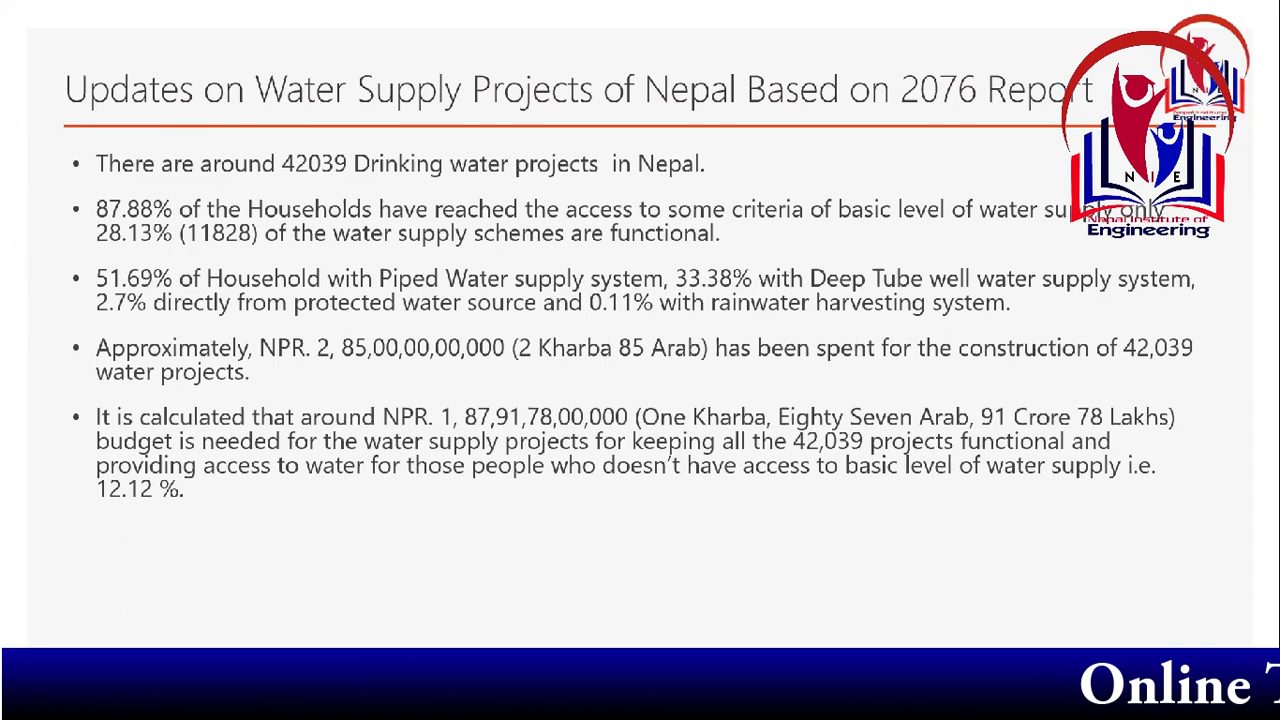 Updates on Water Supply Projects of Nepal Based on 2076 Report
• There are around 42039 Drinking water projects in Nepal.
• 87.88% of the Households have reached the access to some criteria of basic level of water supply only
28.13% (11828) of the water supply schemes are functional.
• 51.69% of Household with Piped Water supply system, 33.38% with Deep Tube well water supply system,
2.7% directly from protected water source and 0.11% with rainwater harvesting system.
• Approximately, NPR. 2, 85,00,00,00,000 (2 Kharba 85 Arab) has been spent for the construction of 42,039
water projects.
• It is calculated that around NPR. 1, 87,91,78,00,000 (One Kharba, Eighty Seven Arab, 91 Crore 78 Lakhs)
budget is needed for the water supply projects for keeping all the 42,039 projects functional and
providing access to water for those people who doesn't have access to basic level of water supply i.e.
12.12 %.
N I E
Nepal Institute of
Engineering
Engineering
Online